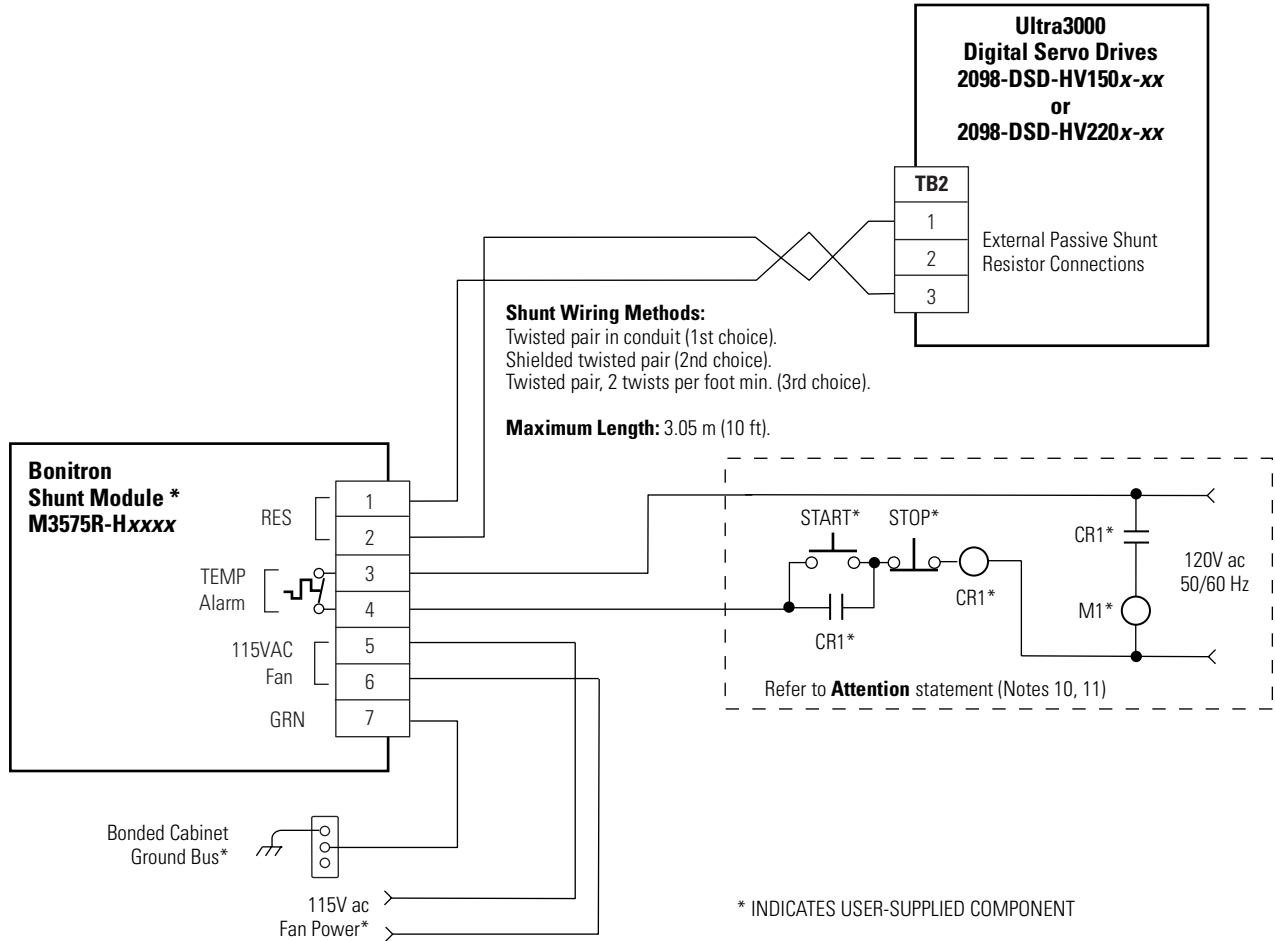 Ultra3000
Digital Servo Drives
2098-DSD-HV150x-xx
or
2098-DSD-HV220x-xx
TB2
1
2
3
External Passive Shunt
Resistor Connections
Shunt Wiring Methods:
Twisted pair in conduit (1st choice).
Shielded twisted pair (2nd choice).
Twisted pair, 2 twists per foot min. (3rd choice).
Maximum Length: 3.05 m (10 ft).
Bonitron
Shunt Module *
M3575R-Hxxxx
RES
TEMP
Alarm
115VAC
Fan
GRN
1
2
3
4
5
6
7
START*
STOP*
CR1*
CR1*
CR1*
M1*
120V ac
50/60 Hz
Refer to Attention statement (Notes 10, 11)
Bonded Cabinet
Ground Bus*
115V ac
Fan Power*
* INDICATES USER-SUPPLIED COMPONENT